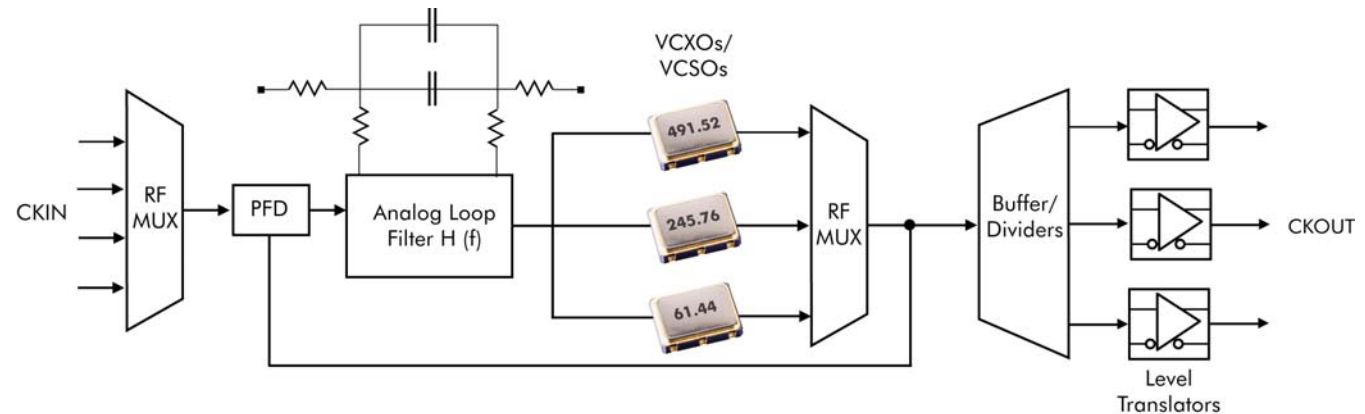 VCXOs/
VCSOs
CKIN
RF
MUX
PFD
Analog Loop
Filter H (f)
491.52
245.76
61.44
RF
MUX
Buffer/
Dividers
CKOUT
Level
Translators